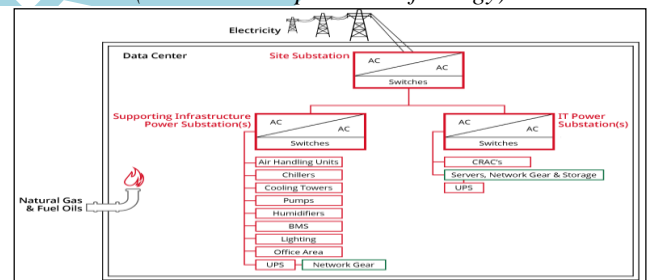 Electricity
Data Center
Site Substation
AC
AC
Switches
Supporting Infrastructure
Power Substation(s)
AC
AC
Switches
AC
AC
Switches
IT Power
Substation(s)
Air Handling Units
Chillers
Cooling Towers
Pumps
Humidifiers
BMS
Lighting
Office Area
UPS
Network Gear
CRAC's
Servers, Network Gear & Storage
UPS
Natural Gas
& Fuel Oils